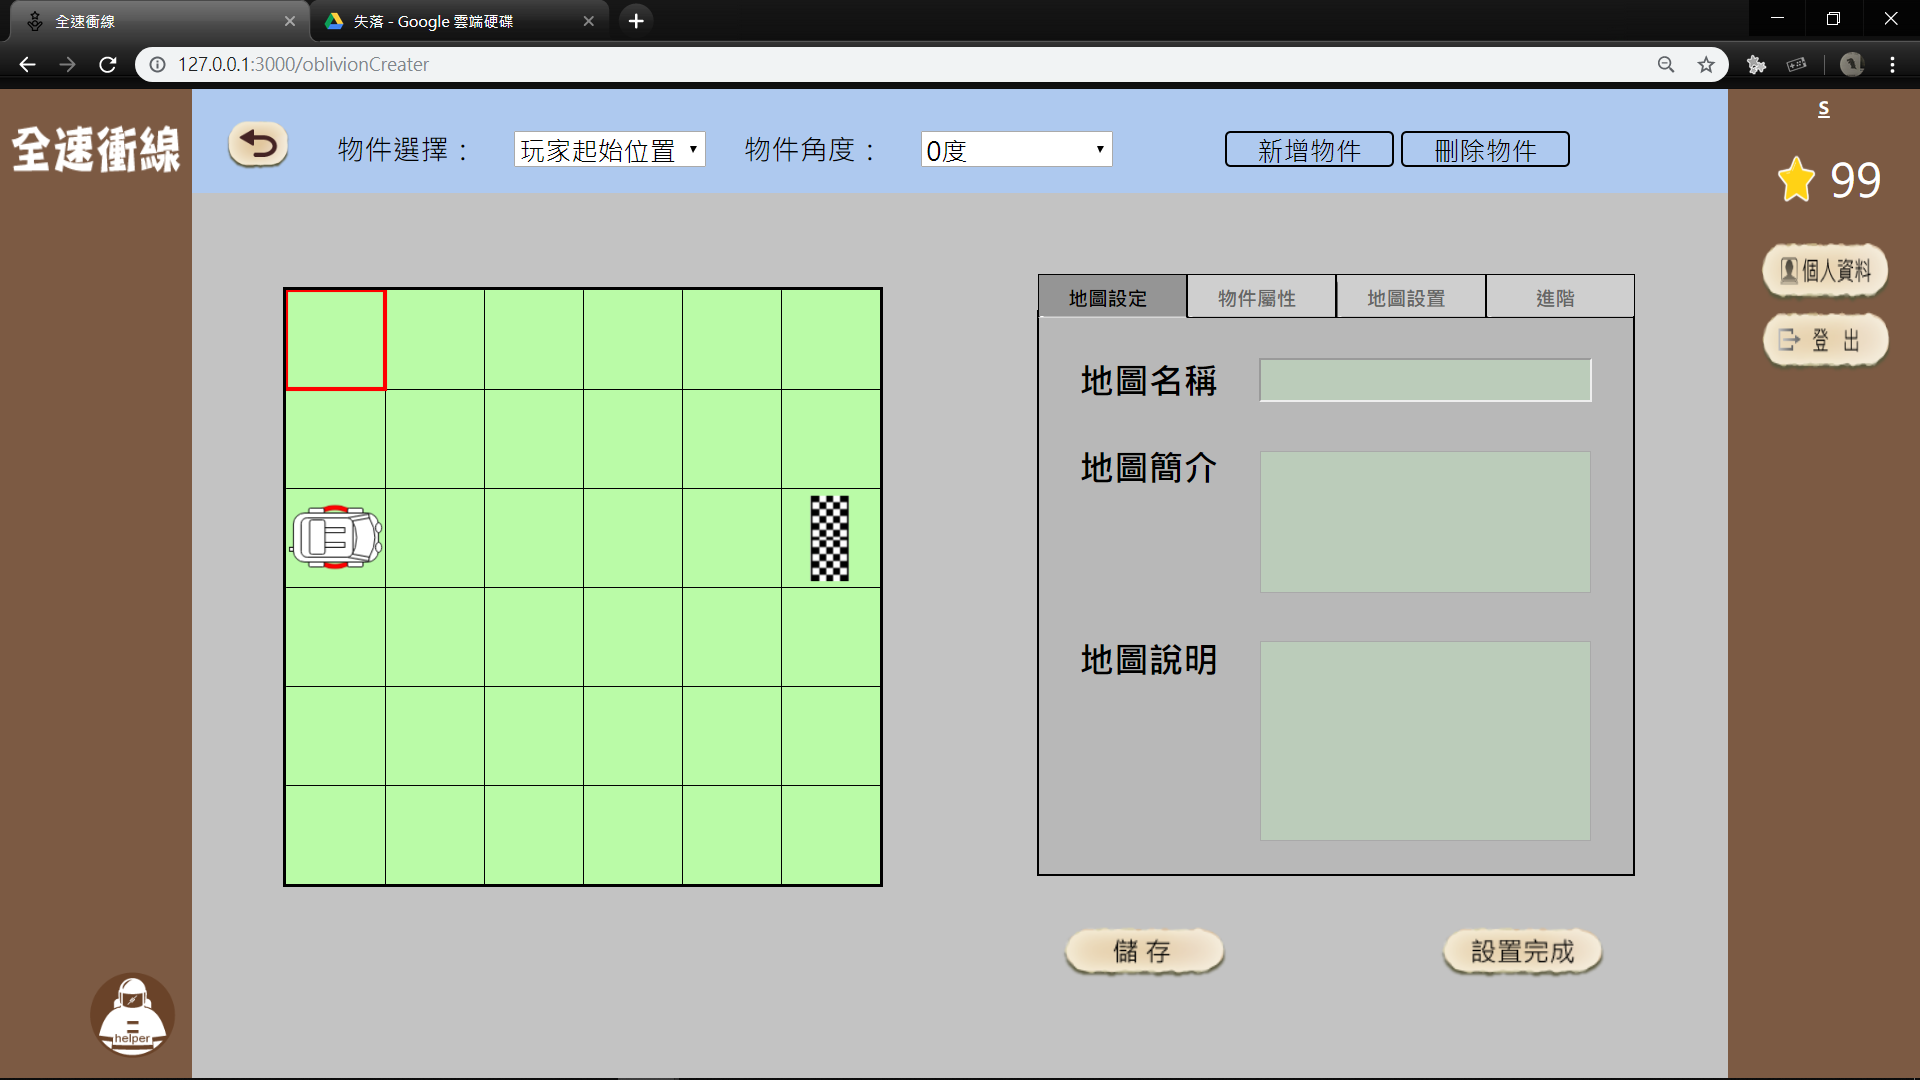 全速衝線
失落 - Google 雲端硬碟
127.0.0.1:3000/oblivionCreater
全速衝線
物件選擇：
玩家起始位置
物件角度：
0度
新增物件
刪除物件
s
99
個人資料
登 出
地圖設定
物件屬性
地圖設置
進階
地圖名稱
地圖簡介
地圖說明
儲 存
設置完成
helper